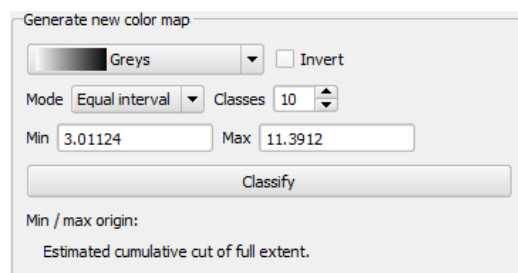 Generate new color map
Greys Invert
Mode Equal interval Classes 10
Min 3.01124 Max 11.3912
Classify
Min / max origin:
Estimated cumulative cut of full extent.